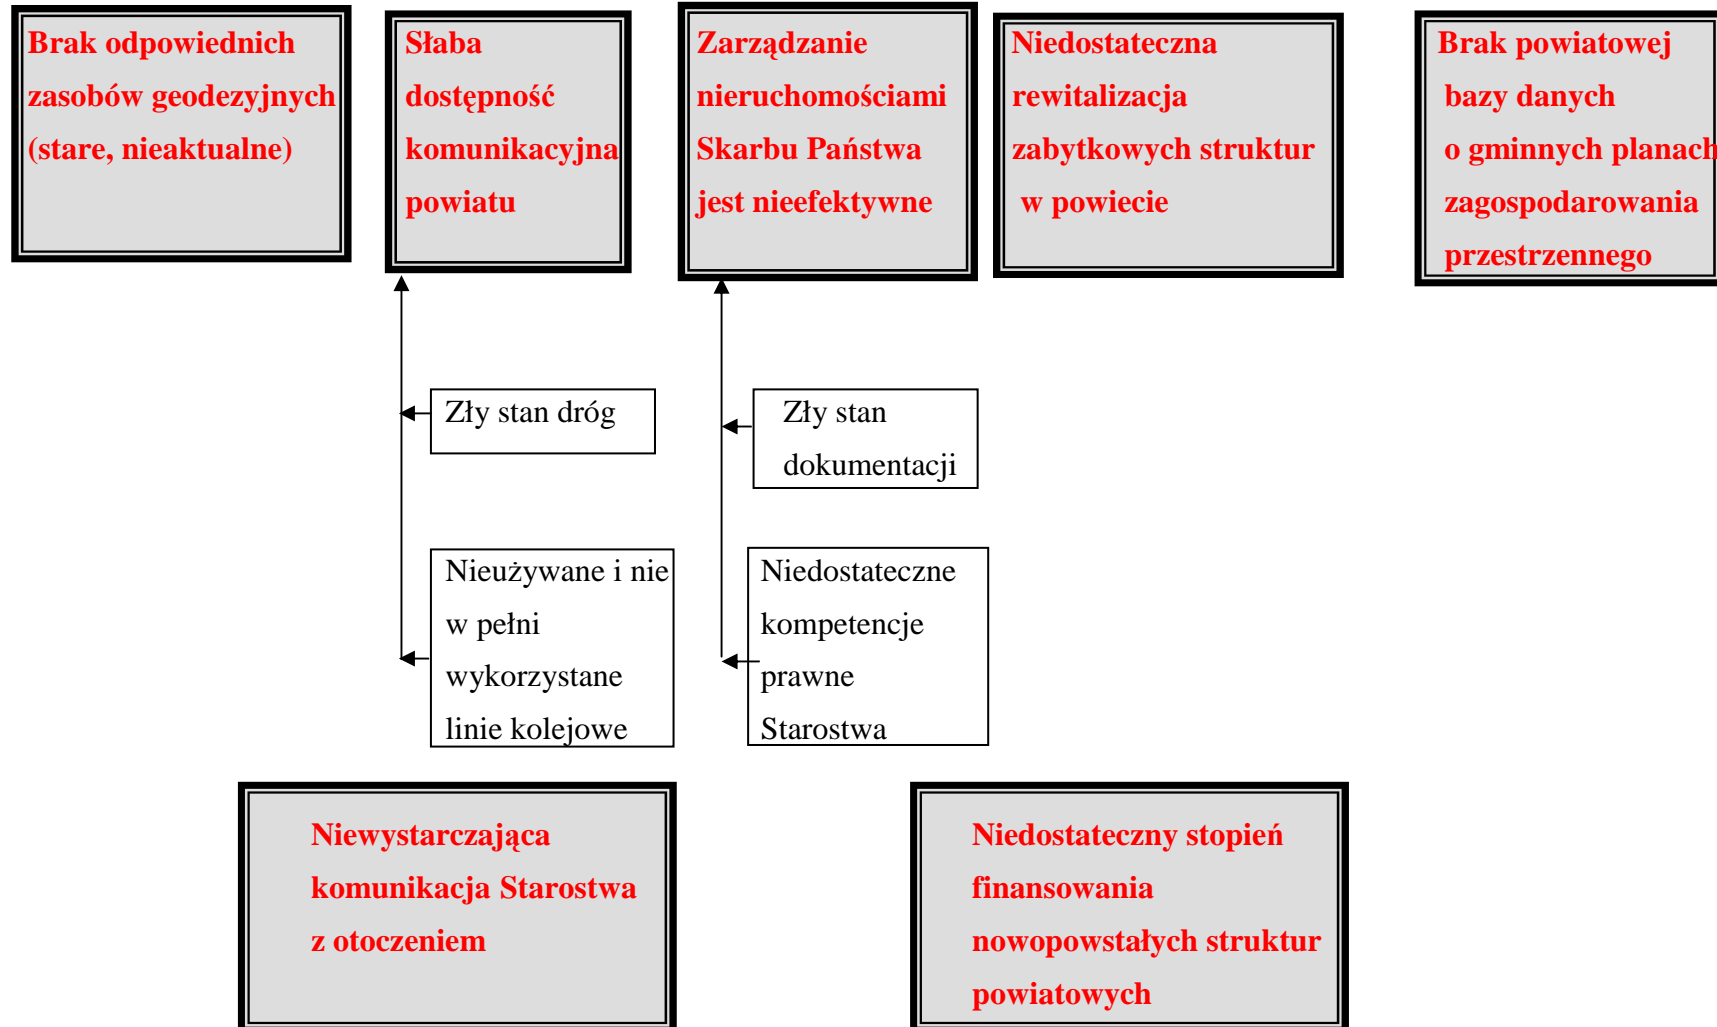 Brak odpowiednich
zasobów geodezyjnych
(stare, nieaktualne)
Słaba
dostępność
komunikacyjna
powiatu
Zarządzanie
nieruchomościami
Skarbu Państwa
jest nieefektywne
Niedostateczna
rewitalizacja
zabytkowych struktur
w powiecie
Brak powiatowej
bazy danych
o gminnych planach
zagospodarowania
przestrzennego
Zły stan dróg
Zły stan
dokumentacji
Nieużywane i nie
w pełni
wykorzystane
linie kolejowe
Niedostateczne
kompetencje
prawne
Starostwa
Niewystarczająca
komunikacja Starostwa
z otoczeniem
Niedostateczny stopień
finansowania
nowopowstałych struktur
powiatowych